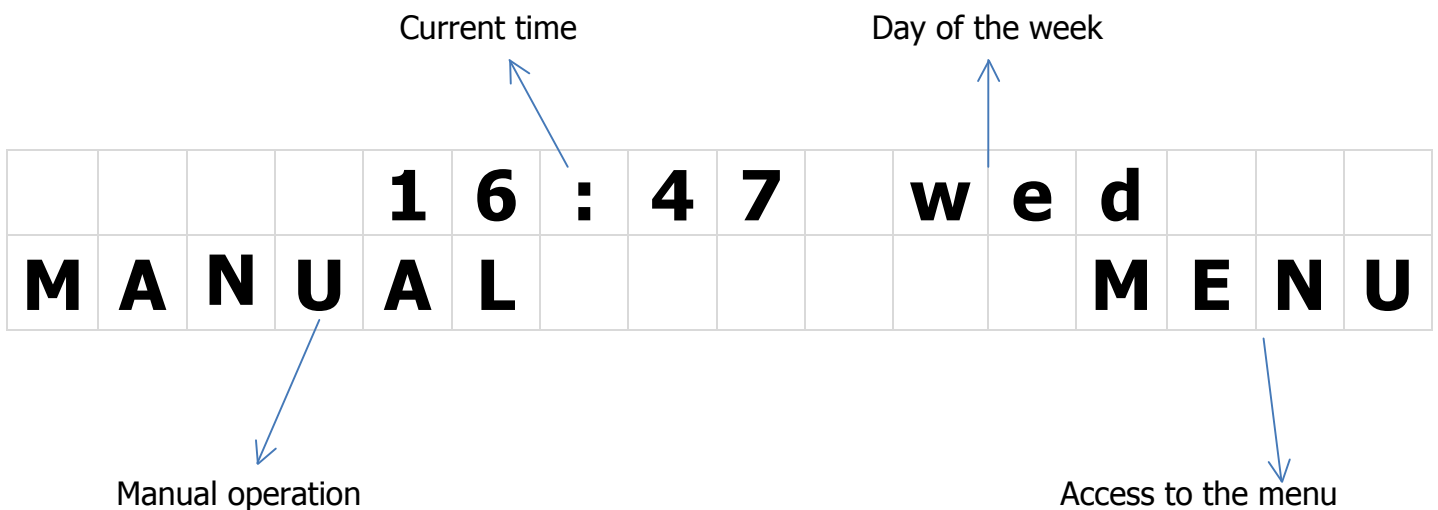 Current time Day of the week
16:47 wed
MANUAL MENU
Manual operation Access to the menu